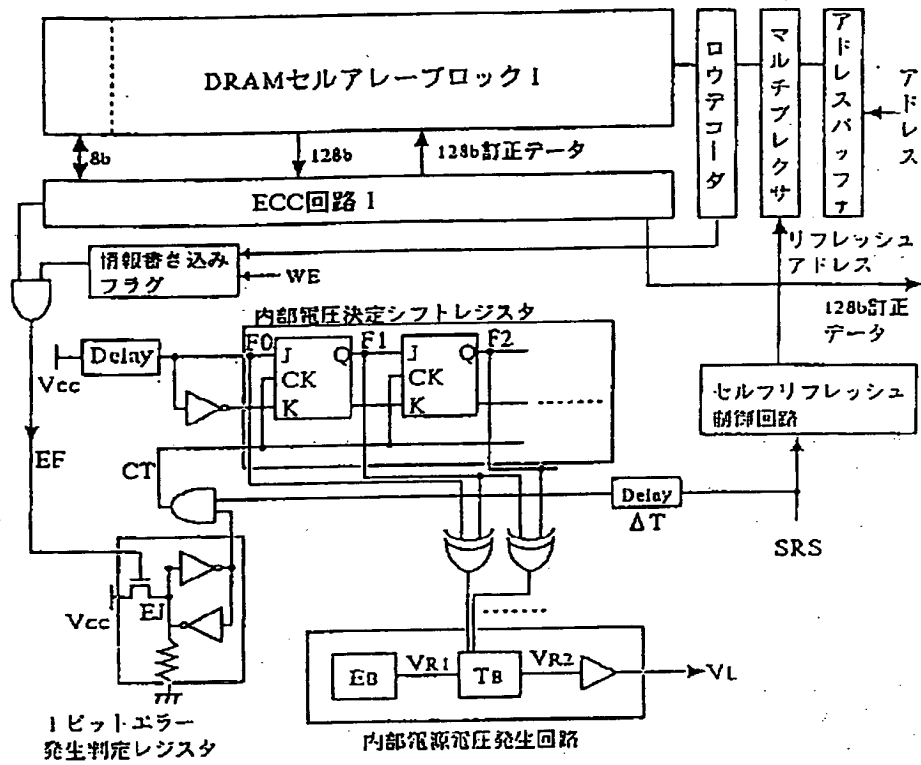 DRAMセルアレーブロック1
ロウデコーダ
マルチプレクサ
アドレスバッファ
アドレス
8b
128b
128b訂正データ
ECC回路1
情報書き込み
フラグ
WE
リフレッシュ
アドレス
128b訂正
データ
内部電圧決定シフトレジスタ
Delay
Vcc
F0
J
Q
CK
K
F1
J
Q
CK
K
F2
セルフリフレッシュ
制御回路
EF
CT
Delay
ΔT
SRS
Vcc
EJ
1ビットエラー
発生判定レジスタ
EB
VR1
TB
VR2
VL
内部電源電圧発生回路